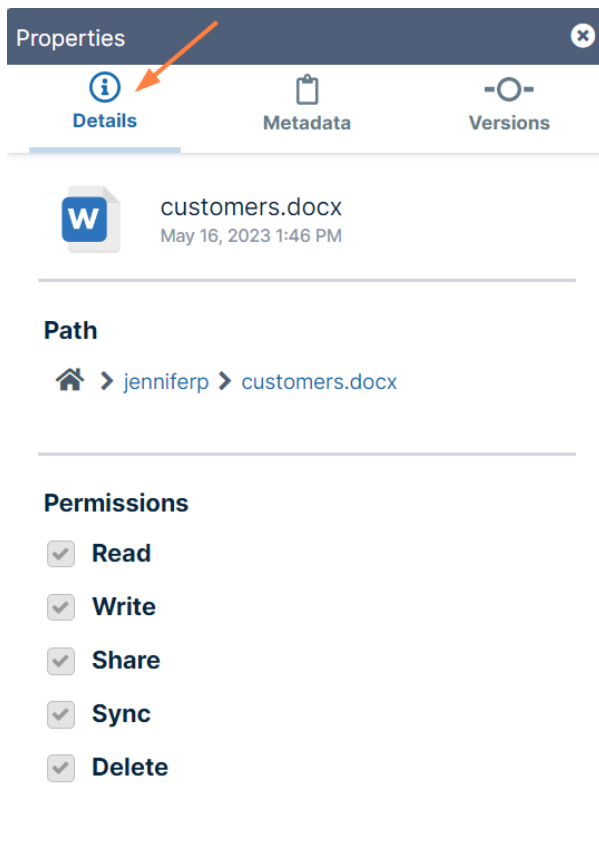 Properties
Details Metadata Versions
W customers.docx
May 16, 2023 1:46 PM
Path
jenniferp customers.docx
Permissions
Read
Write
Share
Sync
Delete